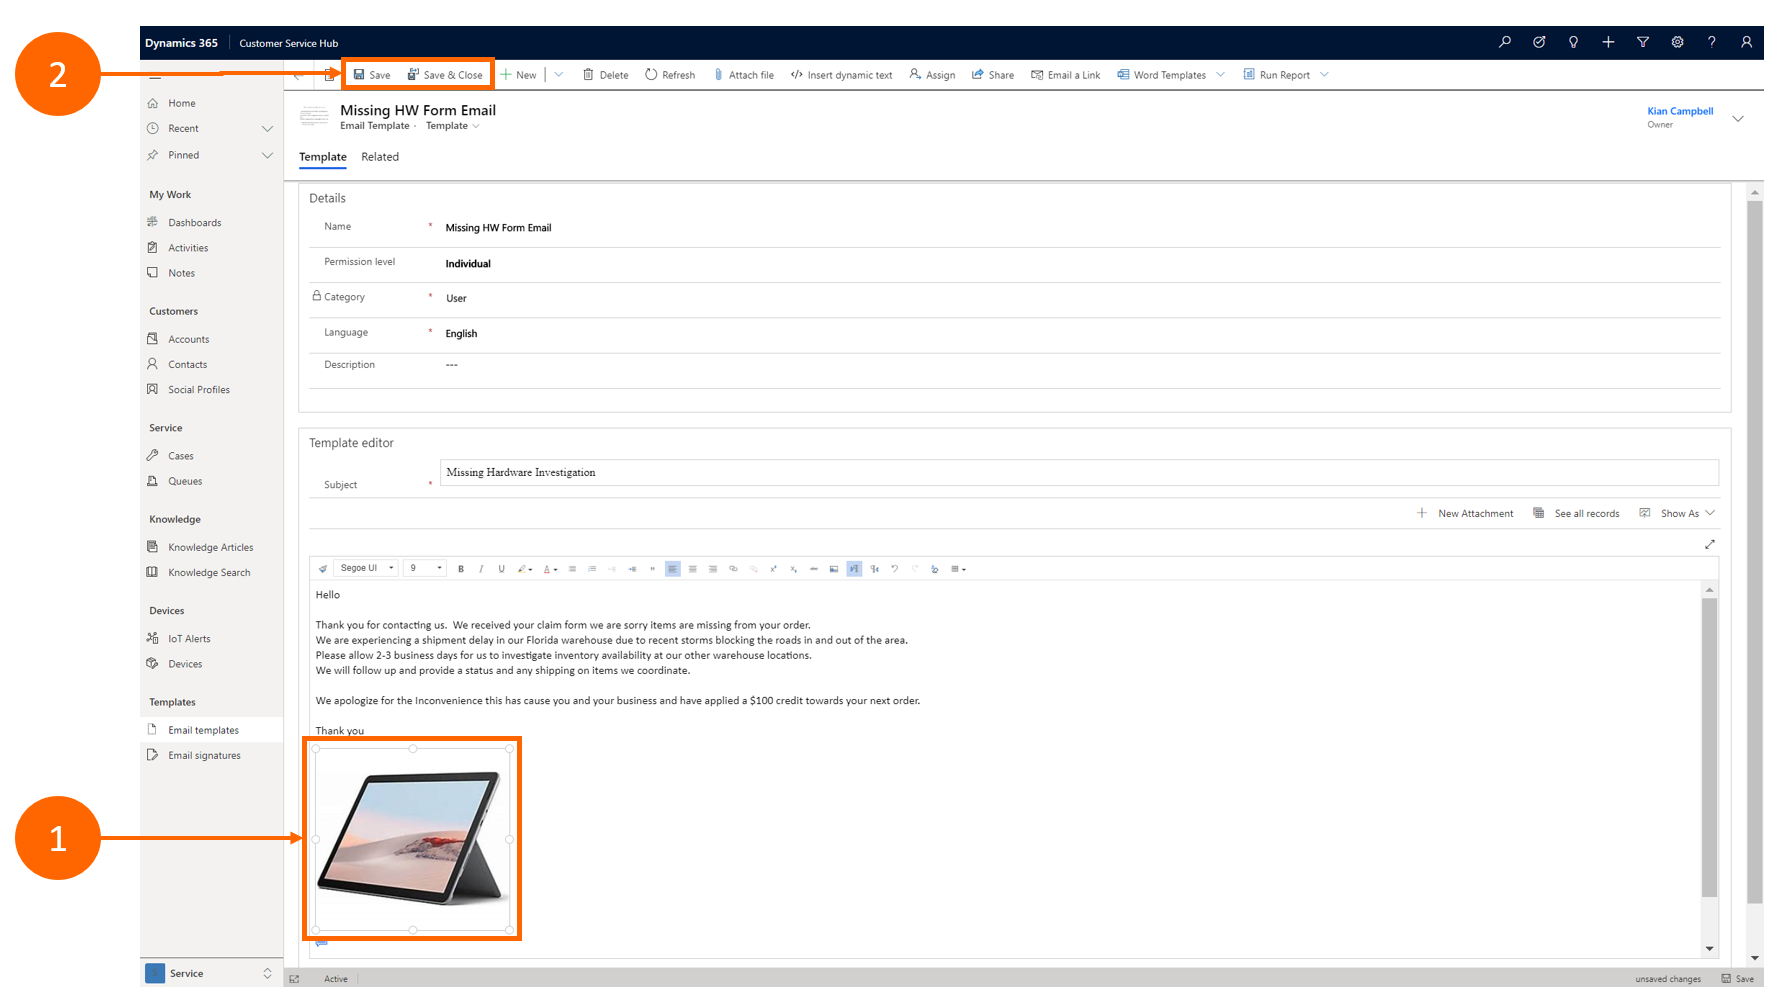 Dynamics 365 Customer Service Hub
2
Save Save & Close New Delete Refresh Attach file Insert dynamic text Assign Share Email a Link Word Templates Run Report
Home
Recent
Pinned
My Work
Dashboards
Activities
Notes
Customers
Accounts
Contacts
Social Profiles
Service
Cases
Queues
Knowledge
Knowledge Articles
Knowledge Search
Devices
IoT Alerts
Devices
Templates
Email templates
Email signatures
Service
Missing HW Form Email
Email Template · Template
Kian Campbell
Owner
Template Related
Details
Name * Missing HW Form Email
Permission level Individual
Category * User
Language * English
Description ---
Template editor
Subject * Missing Hardware Investigation
New Attachment See all records Show As
Segoe UI 9 B I U
Hello
Thank you for contacting us.  We received your claim form we are sorry items are missing from your order.
We are experiencing a shipment delay in our Florida warehouse due to recent storms blocking the roads in and out of the area.
Please allow 2-3 business days for us to investigate inventory availability at our other warehouse locations.
We will follow up and provide a status and any shipping on items we coordinate.
We apologize for the Inconvenience this has cause you and your business and have applied a $100 credit towards your next order.
Thank you
1
Active unsaved changes Save